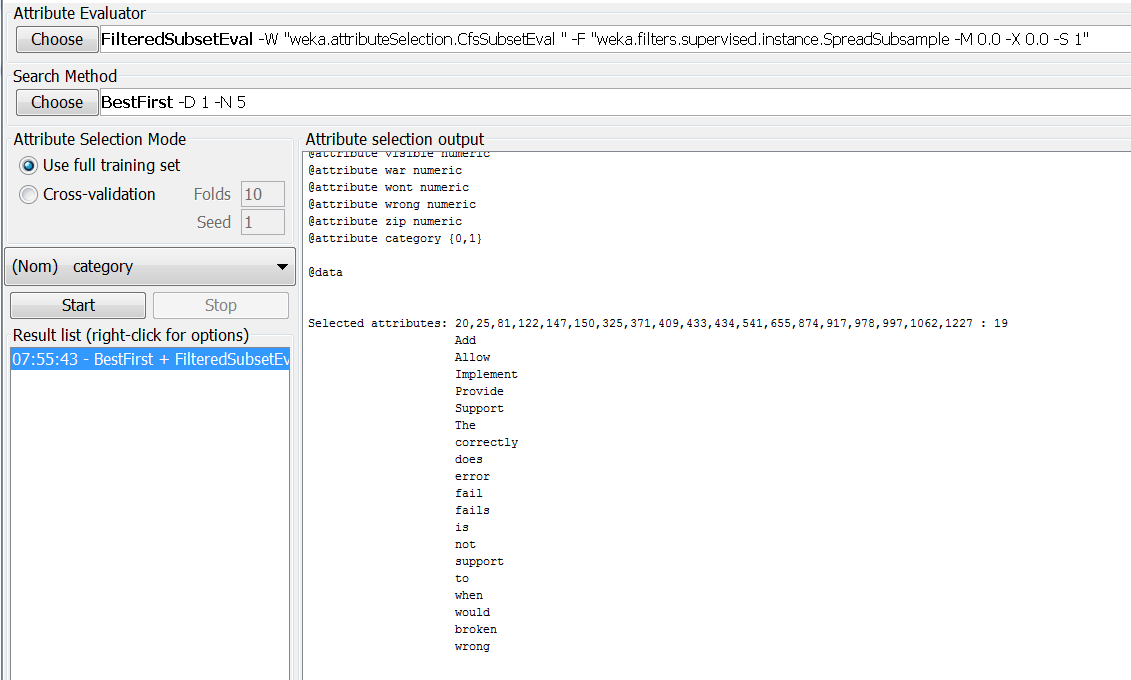 Attribute Evaluator
Choose FilteredSubsetEval -W "weka.attributeSelection.CfsSubsetEval " -F "weka.filters.supervised.instance.SpreadSubsample -M 0.0 -X 0.0 -S 1"
Search Method
Choose BestFirst -D 1 -N 5
Attribute Selection Mode
Use full training set
Cross-validation Folds 10
Seed 1
(Nom) category
Start Stop
Result list (right-click for options)
07:55:43 - BestFirst + FilteredSubsetEv
Attribute selection output
@attribute visible numeric
@attribute war numeric
@attribute wont numeric
@attribute wrong numeric
@attribute zip numeric
@attribute category {0,1}
@data
Selected attributes: 20,25,81,122,147,150,325,371,409,433,434,541,655,874,917,978,997,1062,1227 : 19
Add
Allow
Implement
Provide
Support
The
correctly
does
error
fail
fails
is
not
support
to
when
would
broken
wrong